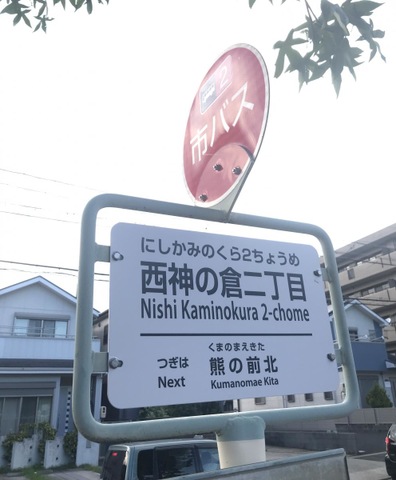 2
市バス
にしかみのくら2ちょうめ
西神の倉二丁目
Nishi Kaminokura 2-chome
くまのまえきた
つぎは 熊の前北
Next Kumanomae Kita